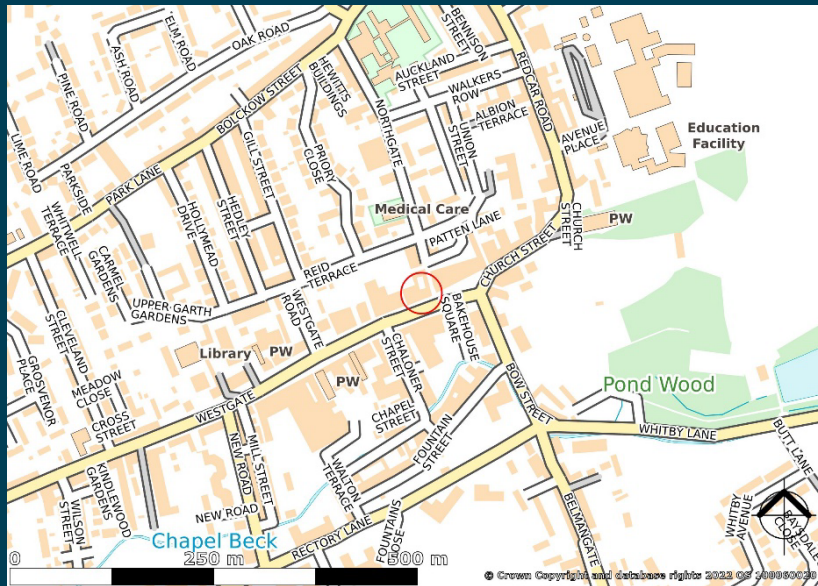 ELM ROAD
ASH ROAD
OAK ROAD
PINE ROAD
LIME ROAD
BOLCKOW STREET
HEWITTS
BUILDINGS
NORTHGATE
BENNISON
STREET
AUCKLAND
STREET
WALKERS
ROW
ALBION
TERRACE
UNION
STREET
REDCAR ROAD
AVENUE
PLACE
Education
Facility
PARKSIDE
PARK LANE
WHITWELL
TERRACE
GILL STREET
PRIORY
CLOSE
HEDLEY
STREET
HOLLYMEAD
DRIVE
CARMEL
GARDENS
Medical Care
PATTEN LANE
CHURCH
STREET
PW
CHURCH STREET
REID
TERRACE
UPPER GARTH
GARDENS
WESTGATE
ROAD
BAKEHOUSE
SQUARE
CLEVELAND
STREET
GROSVENOR
PLACE
MEADOW
CLOSE
CROSS
STREET
Library
PW
PW
CHALONER
STREET
CHAPEL
STREET
WESTGATE
BOW STREET
Pond Wood
WHITBY LANE
BUTT LANE
FOUNTAIN
STREET
WALTON
TERRACE
MILL STREET
NEW ROAD
NEW ROAD
KINDLEWOOD
GARDENS
WILSON
STREET
Chapel Beck
RECTORY LANE
FOUNTAINS
BELMANGATE
WHITBY
AVENUE
BAYSDALE
CLOSE
0
250 m
500 m
© Crown Copyright and database rights 2022 OS 100060020